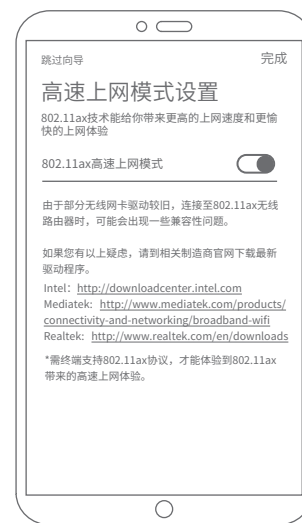 跳过向导
完成
高速上网模式设置
802.11ax技术能给你带来更高的上网速度和更愉
快的上网体验
802.11ax高速上网模式
由于部分无线网卡驱动较旧，连接至802.11ax无线
路由器时，可能会出现一些兼容性问题。
如果您有以上疑虑，请到相关制造商官网下载最新
驱动程序。
Intel：http://downloadcenter.intel.com
Mediatek: http://www.mediatek.com/products/
connectivity-and-networking/broadband-wifi
Realtek: http://www.realtek.com/en/downloads
*需终端支持802.11ax协议，才能体验到802.11ax
带来的高速上网体验。